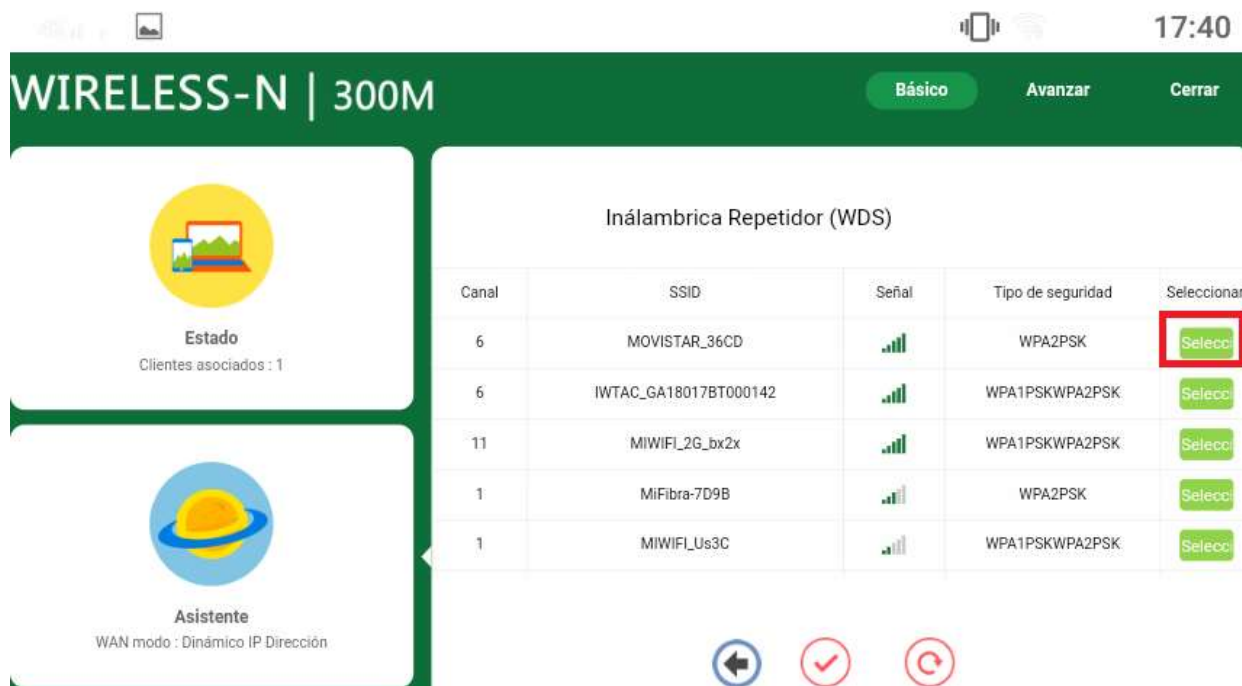 17:40
WIRELESS-N | 300M
Básico Avanzar Cerrar
Estado
Clientes asociados : 1
Asistente
WAN modo : Dinámico IP Dirección
Inálambrica Repetidor (WDS)
Canal SSID Señal Tipo de seguridad Seleccionar
6 MOVISTAR_36CD WPA2PSK Selecci
6 IWTAC_GA18017BT000142 WPA1PSKWPA2PSK Selecci
11 MIWIFI_2G_bx2x WPA1PSKWPA2PSK Selecci
1 MiFibra-7D9B WPA2PSK Selecci
1 MIWIFI_Us3C WPA1PSKWPA2PSK Selecci